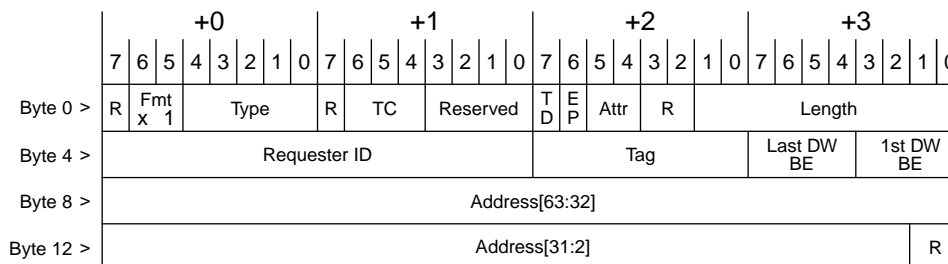 +0 +1 +2 +3
7 6 5 4 3 2 1 0 7 6 5 4 3 2 1 0 7 6 5 4 3 2 1 0 7 6 5 4 3 2 1 0
Byte 0 > R Fmt x 1 Type R TC Reserved TD EP Attr R Length
Byte 4 > Requester ID Tag Last DW BE 1st DW BE
Byte 8 > Address[63:32]
Byte 12 > Address[31:2] R